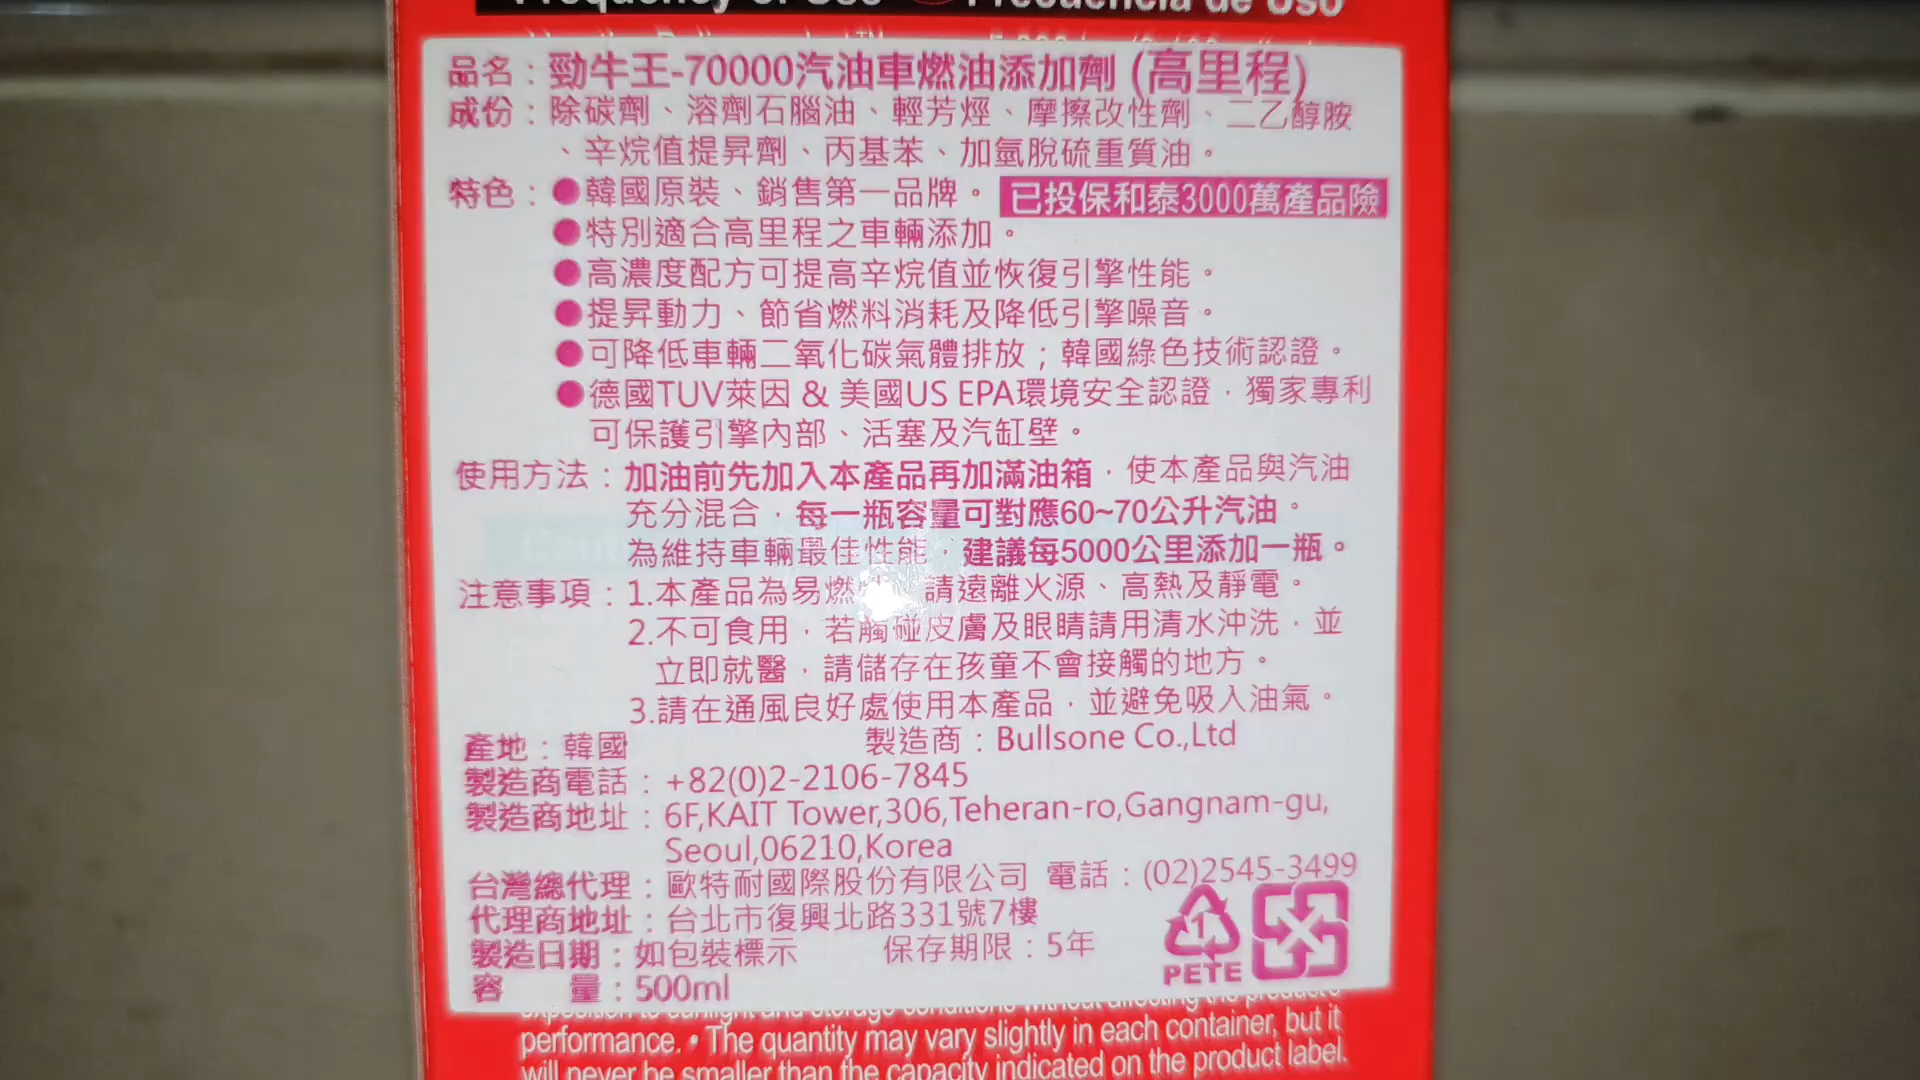 Frequency of Use Frecuencia de Uso
品名：勁牛王-70000汽油車燃油添加劑 (高里程)
成份：除碳劑、溶劑石腦油、輕芳烴、摩擦改性劑、二乙醇胺
、辛烷值提昇劑、丙基苯、加氫脫硫重質油。
特色：●韓國原裝、銷售第一品牌。 已投保和泰3000萬產品險
●特別適合高里程之車輛添加。
●高濃度配方可提高辛烷值並恢復引擎性能。
●提昇動力、節省燃料消耗及降低引擎噪音。
●可降低車輛二氧化碳氣體排放；韓國綠色技術認證。
●德國TUV萊因 & 美國US EPA環境安全認證，獨家專利
可保護引擎內部、活塞及汽缸壁。
使用方法：加油前先加入本產品再加滿油箱，使本產品與汽油
充分混合，每一瓶容量可對應60~70公升汽油。
為維持車輛最佳性能，建議每5000公里添加一瓶。
注意事項：1.本產品為易燃 請遠離火源、高熱及靜電。
2.不可食用，若觸碰皮膚及眼睛請用清水沖洗，並
立即就醫，請儲存在孩童不會接觸的地方。
3.請在通風良好處使用本產品，並避免吸入油氣。
產地：韓國 製造商：Bullsone Co.,Ltd
製造商電話：+82(0)2-2106-7845
製造商地址：6F,KAIT Tower,306,Teheran-ro,Gangnam-gu,
Seoul,06210,Korea
台灣總代理：歐特耐國際股份有限公司 電話：(02)2545-3499
代理商地址：台北市復興北路331號7樓
製造日期：如包裝標示 保存期限：5年
容 量：500ml
1
PETE
performance. • The quantity may vary slightly in each container, but it
will never be smaller than the capacity indicated on the product label.